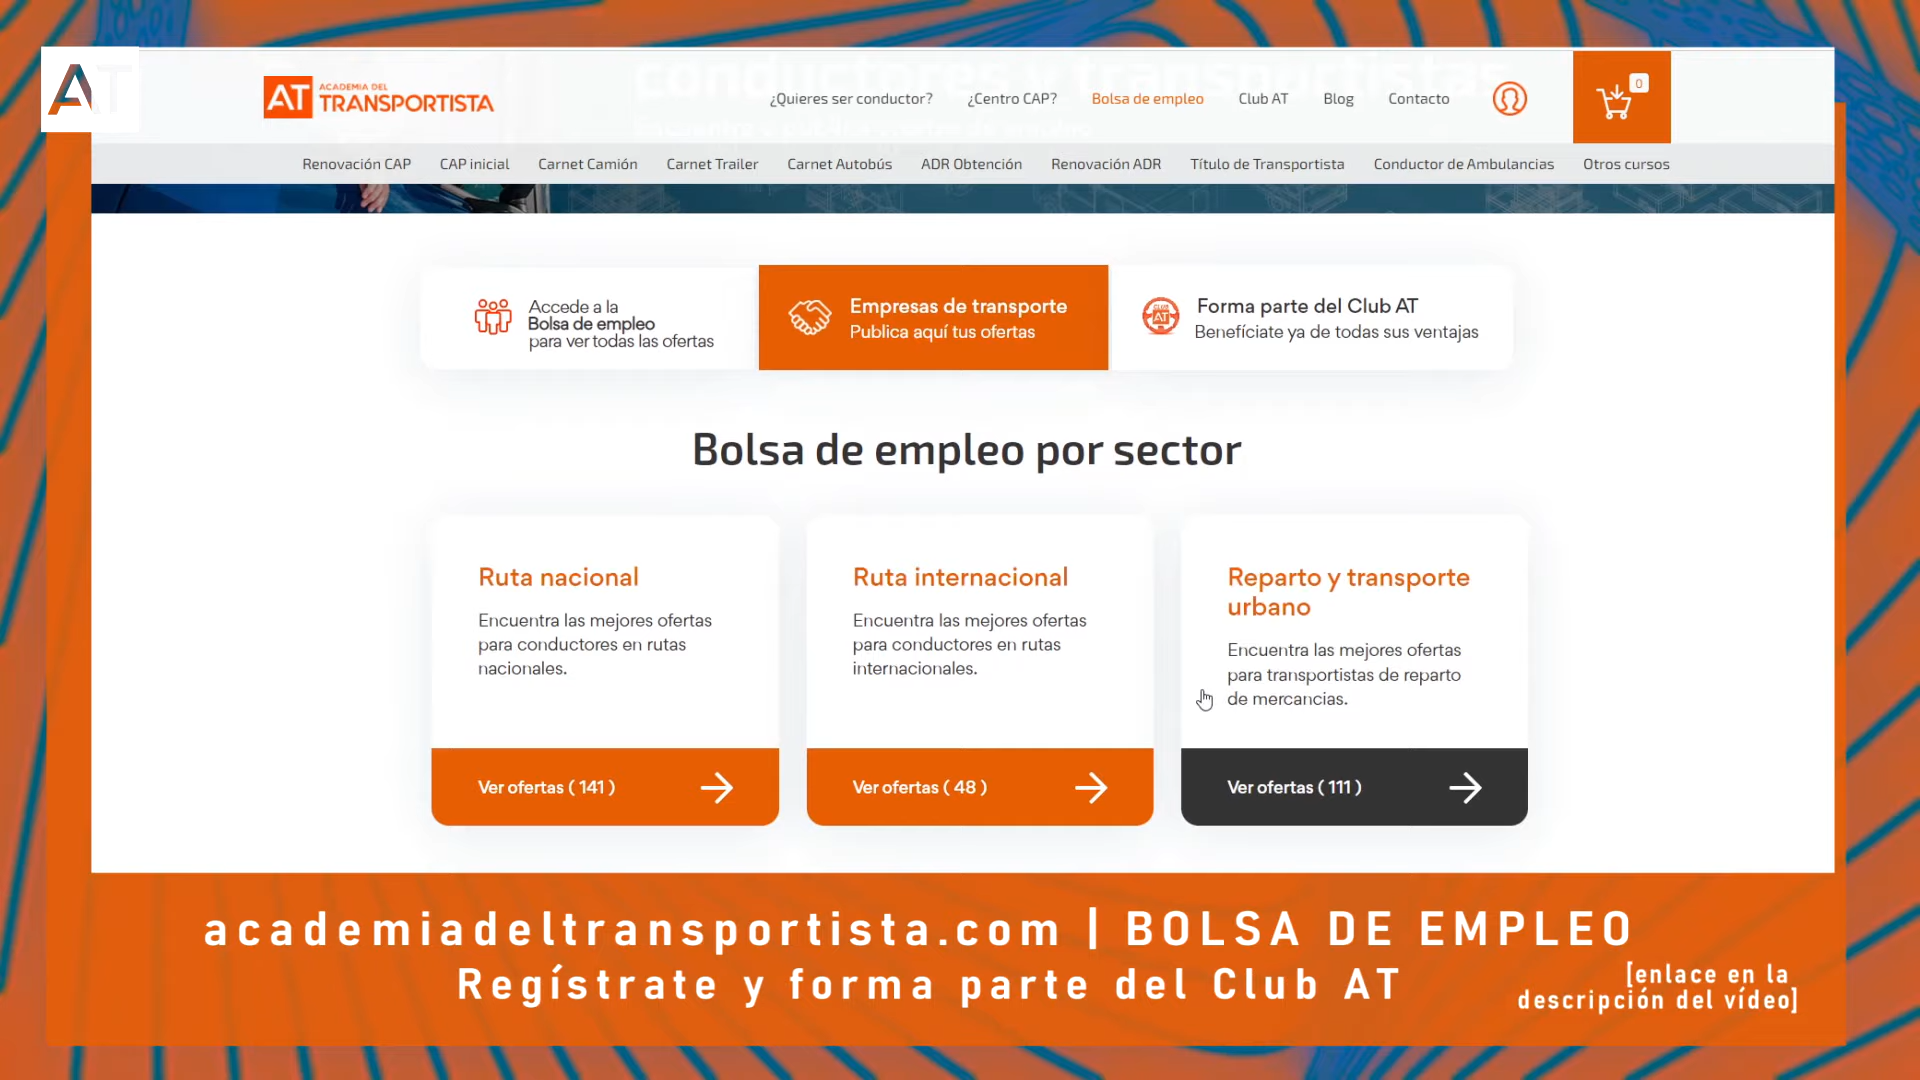 AT
conductores y transportistas
AT ACADEMIA DEL TRANSPORTISTA
¿Quieres ser conductor? ¿Centro CAP? Bolsa de empleo Club AT Blog Contacto 0
Renovación CAP CAP inicial Carnet Camión Carnet Trailer Carnet Autobús ADR Obtención Renovación ADR Título de Transportista Conductor de Ambulancias Otros cursos
Accede a la
Bolsa de empleo
para ver todas las ofertas
Empresas de transporte
Publica aquí tus ofertas
CLUB
AT
Forma parte del Club AT
Benefíciate ya de todas sus ventajas
Bolsa de empleo por sector
Ruta nacional
Encuentra las mejores ofertas
para conductores en rutas
nacionales.
Ver ofertas ( 141 )
Ruta internacional
Encuentra las mejores ofertas
para conductores en rutas
internacionales.
Ver ofertas ( 48 )
Reparto y transporte
urbano
Encuentra las mejores ofertas
para transportistas de reparto
de mercancias.
Ver ofertas ( 111 )
academiadeltransportista.com | BOLSA DE EMPLEO
Regístrate y forma parte del Club AT
[enlace en la
descripción del vídeo]